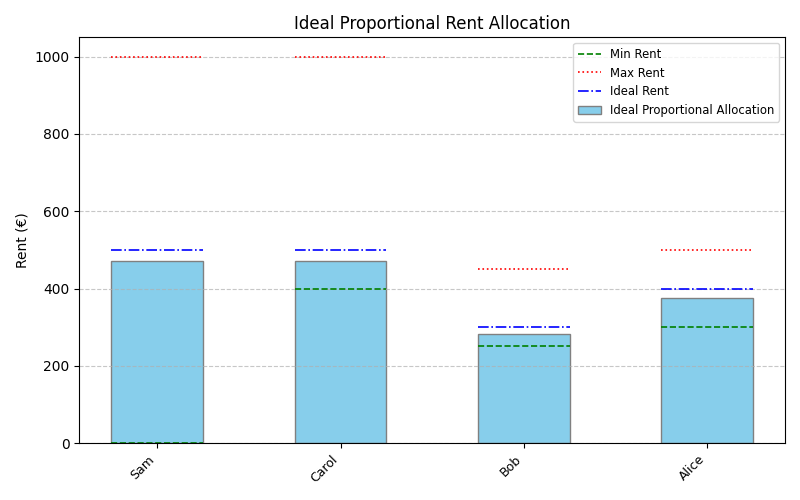 Ideal Proportional Rent Allocation
Min Rent
Max Rent
Ideal Rent
Ideal Proportional Allocation
Rent (€)
1000
800
600
400
200
0
Sam
Carol
Bob
Alice